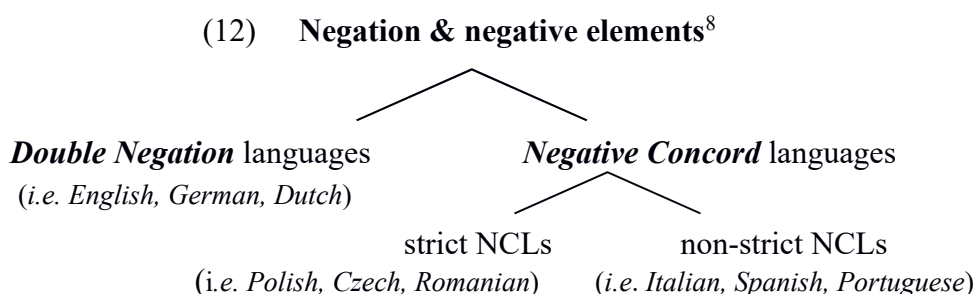 (12) Negation & negative elements⁸
Double Negation languages Negative Concord languages
(i.e. English, German, Dutch)
strict NCLs non-strict NCLs
(i.e. Polish, Czech, Romanian) (i.e. Italian, Spanish, Portuguese)